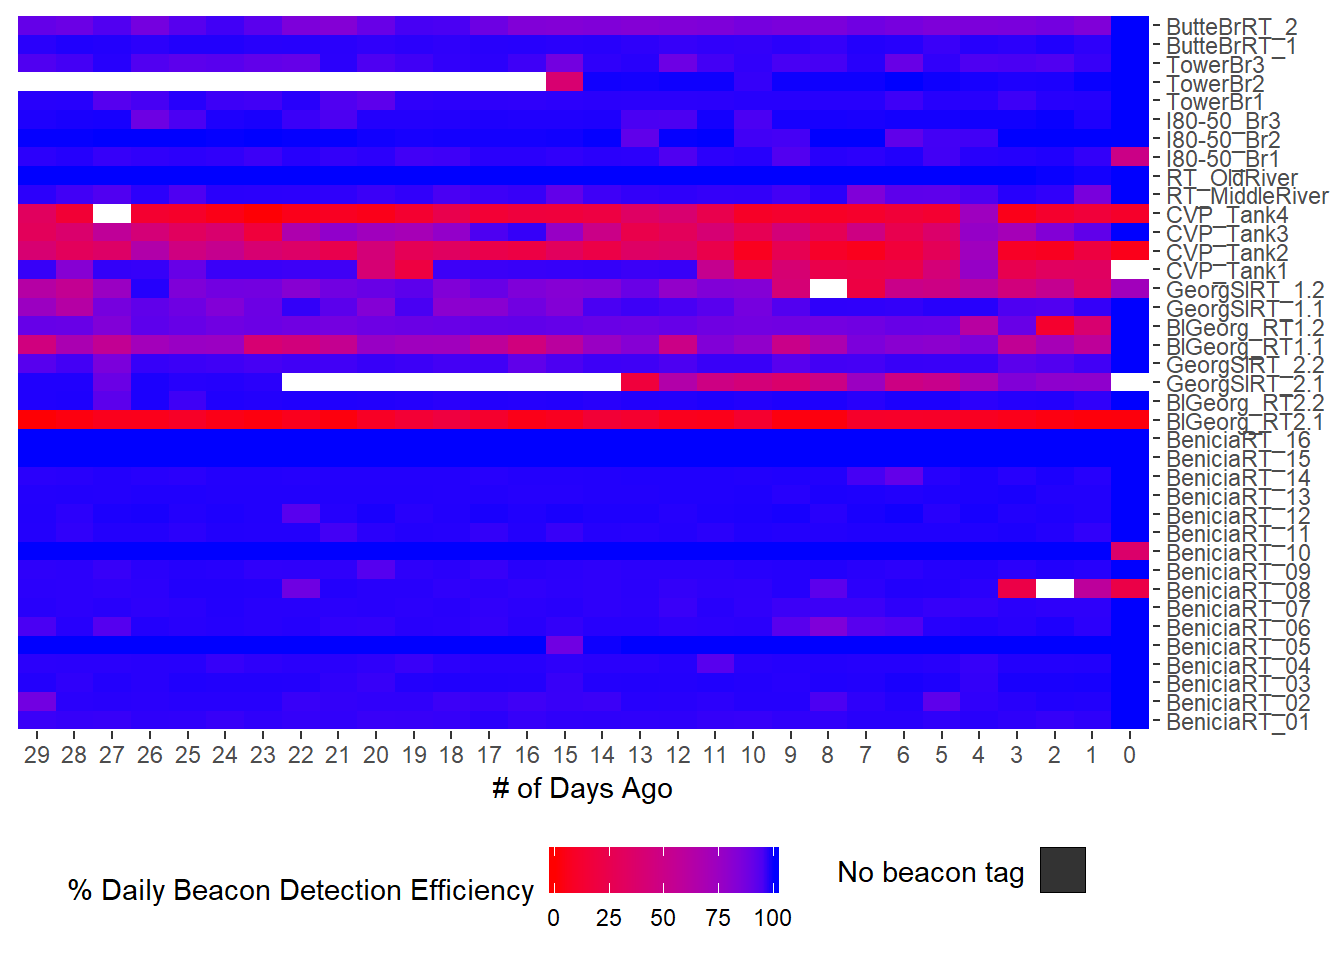 ButteBrRT_2
ButteBrRT_1
TowerBr3
TowerBr2
TowerBr1
I80-50_Br3
I80-50_Br2
I80-50_Br1
RT_OldRiver
RT_MiddleRiver
CVP_Tank4
CVP_Tank3
CVP_Tank2
CVP_Tank1
GeorgSlRT_1.2
GeorgSlRT_1.1
BlGeorg_RT1.2
BlGeorg_RT1.1
GeorgSlRT_2.2
GeorgSlRT_2.1
BlGeorg_RT2.2
BlGeorg_RT2.1
BeniciaRT_16
BeniciaRT_15
BeniciaRT_14
BeniciaRT_13
BeniciaRT_12
BeniciaRT_11
BeniciaRT_10
BeniciaRT_09
BeniciaRT_08
BeniciaRT_07
BeniciaRT_06
BeniciaRT_05
BeniciaRT_04
BeniciaRT_03
BeniciaRT_02
BeniciaRT_01
29 28 27 26 25 24 23 22 21 20 19 18 17 16 15 14 13 12 11 10 9 8 7 6 5 4 3 2 1 0
# of Days Ago
% Daily Beacon Detection Efficiency
0 25 50 75 100
No beacon tag